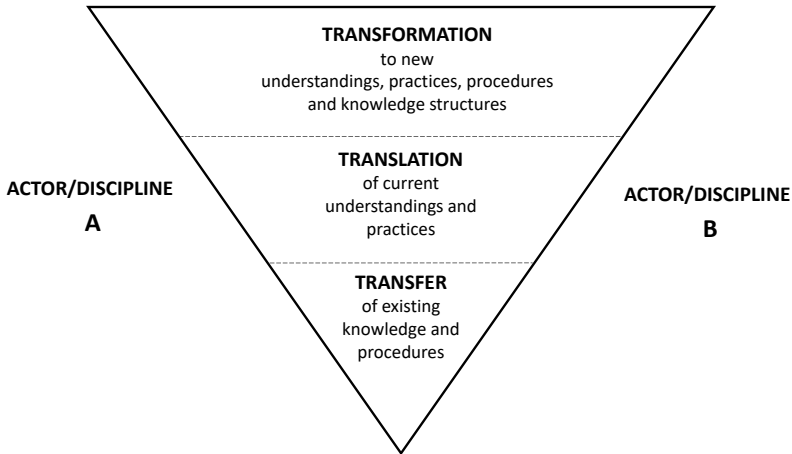 TRANSFORMATION
to new
understandings, practices, procedures
and knowledge structures
TRANSLATION
of current
understandings and
practices
ACTOR/DISCIPLINE
A
ACTOR/DISCIPLINE
B
TRANSFER
of existing
knowledge and
procedures